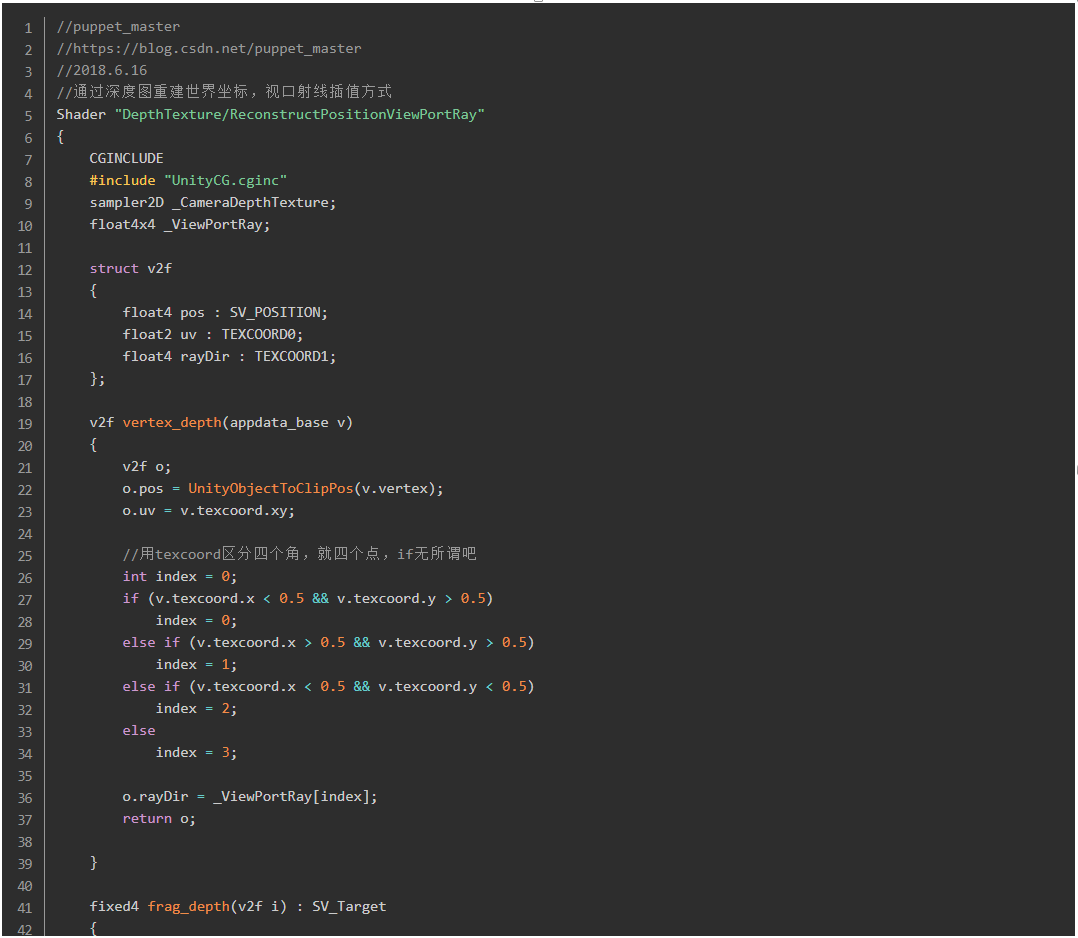 1 //puppet_master
2 //https://blog.csdn.net/puppet_master
3 //2018.6.16
4 //通过深度图重建世界坐标，视口射线插值方式
5 Shader "DepthTexture/ReconstructPositionViewPortRay"
6 {
7     CGINCLUDE
8     #include "UnityCG.cginc"
9     sampler2D _CameraDepthTexture;
10     float4x4 _ViewPortRay;
11
12     struct v2f
13     {
14         float4 pos : SV_POSITION;
15         float2 uv : TEXCOORD0;
16         float4 rayDir : TEXCOORD1;
17     };
18
19     v2f vertex_depth(appdata_base v)
20     {
21         v2f o;
22         o.pos = UnityObjectToClipPos(v.vertex);
23         o.uv = v.texcoord.xy;
24
25         //用texcoord区分四个角，就四个点，if无所谓吧
26         int index = 0;
27         if (v.texcoord.x < 0.5 && v.texcoord.y > 0.5)
28             index = 0;
29         else if (v.texcoord.x > 0.5 && v.texcoord.y > 0.5)
30             index = 1;
31         else if (v.texcoord.x < 0.5 && v.texcoord.y < 0.5)
32             index = 2;
33         else
34             index = 3;
35
36         o.rayDir = _ViewPortRay[index];
37         return o;
38
39     }
40
41     fixed4 frag_depth(v2f i) : SV_Target
42     {